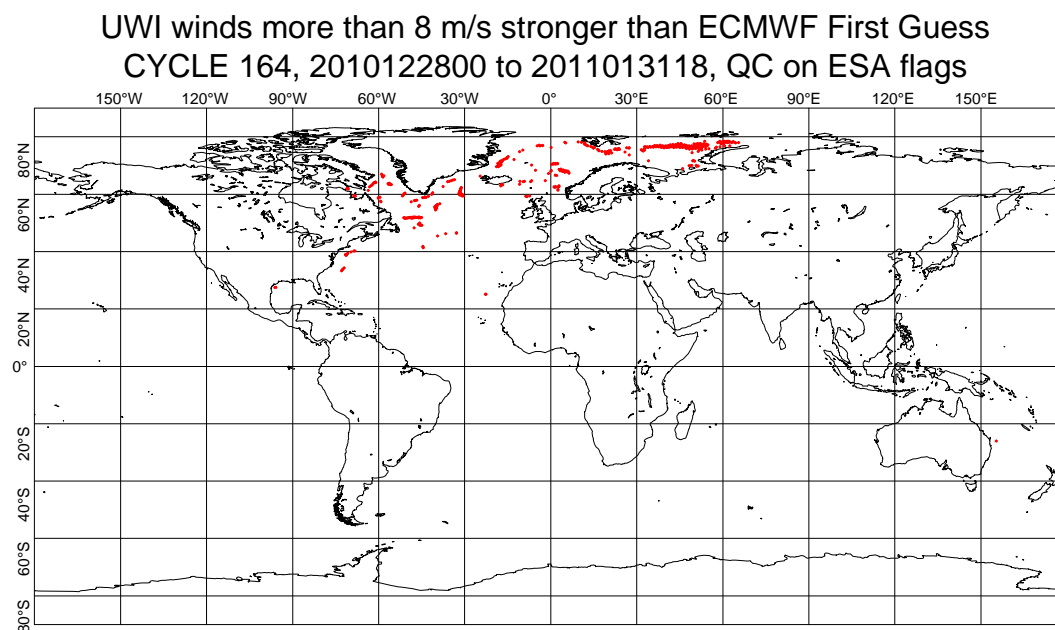 UWI winds more than 8 m/s stronger than ECMWF First Guess
CYCLE 164, 2010122800 to 2011013118, QC on ESA flags
150°W 120°W 90°W 60°W 30°W 0° 30°E 60°E 90°E 120°E 150°E
80°N
60°N
40°N
20°N
0°
20°S
40°S
60°S
80°S